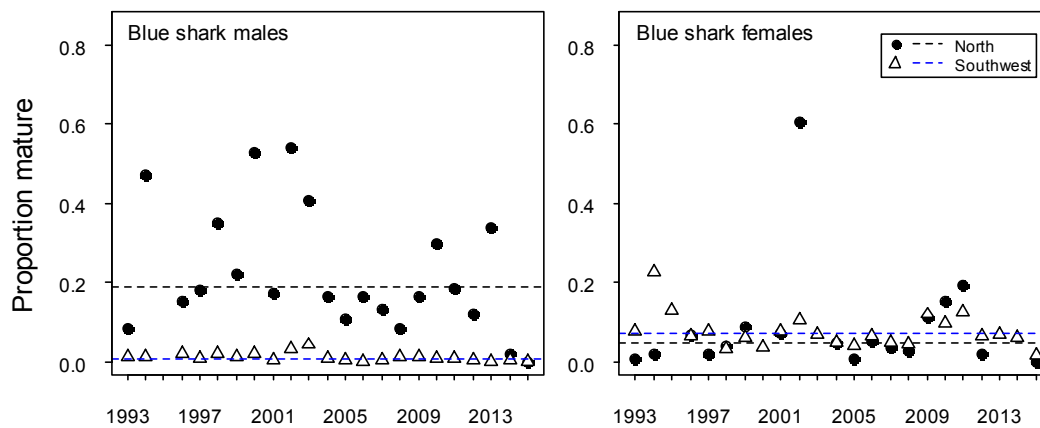 Blue shark males
Blue shark females
North
Southwest
Proportion mature
0.8
0.6
0.4
0.2
0.0
0.8
0.6
0.4
0.2
0.0
1993 1997 2001 2005 2009 2013
1993 1997 2001 2005 2009 2013